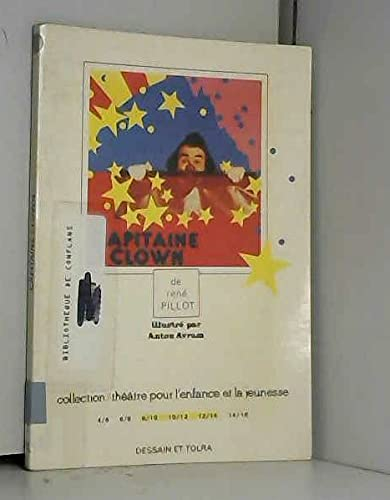 APITAINE
CLOWN
de
rené
PILLOT
illustré par
Anton Avrum
BIBLIOTHEQUE DE CONFLANS
collection/théâtre pour l'enfance et la jeunesse
4/6 6/8 8/10 10/12 12/14 14/16
DESSAIN ET TOLRA